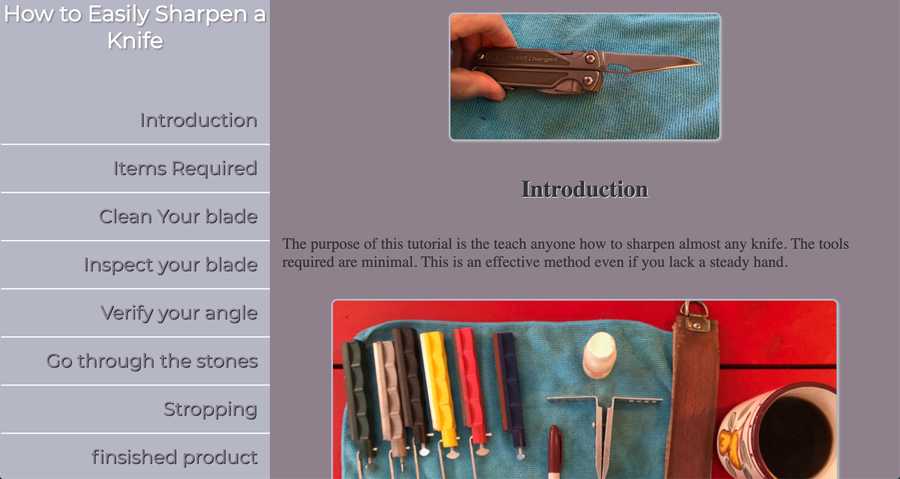 How to Easily Sharpen a
Knife
Introduction
Items Required
Clean Your blade
Inspect your blade
Verify your angle
Go through the stones
Stropping
finsished product
Introduction
The purpose of this tutorial is the teach anyone how to sharpen almost any knife. The tools
required are minimal. This is an effective method even if you lack a steady hand.